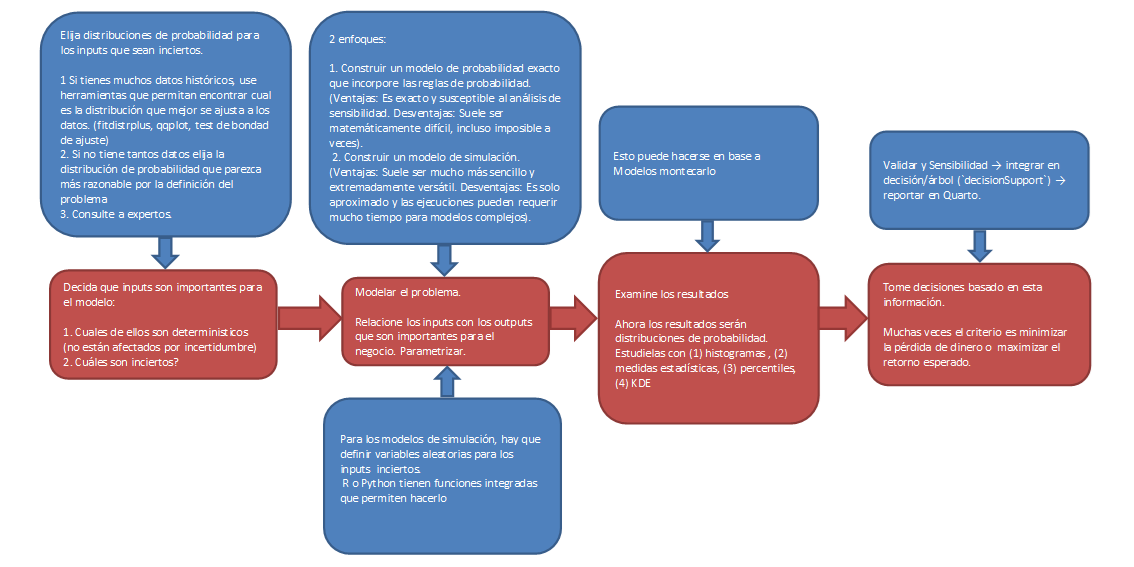 Elija distribuciones de probabilidad para
los inputs que sean inciertos.
1 Si tienes muchos datos históricos, use
herramientas que permitan encontrar cual
es la distribución que mejor se ajusta a los
datos. (fitdistrplus, qqplot, test de bondad
de ajuste)
2. Si no tiene tantos datos elija la
distribución de probabilidad que parezca
más razonable por la definición del
problema
3. Consulte a expertos.
2 enfoques:
1. Construir un modelo de probabilidad exacto
que incorpore las reglas de probabilidad.
(Ventajas: Es exacto y susceptible al análisis de
sensibilidad. Desventajas: Suele ser
matemáticamente difícil, incluso imposible a
veces).
2. Construir un modelo de simulación.
(Ventajas: Suele ser mucho más sencillo y
extremadamente versátil. Desventajas: Es solo
aproximado y las ejecuciones pueden requerir
mucho tiempo para modelos complejos).
Esto puede hacerse en base a
Modelos montecarlo
Validar y Sensibilidad → integrar en
decisión/árbol (`decisionSupport`) →
reportar en Quarto.
Decida que inputs son importantes para
el modelo:
1. Cuales de ellos son deterministicos
(no están afectados por incertidumbre)
2. Cuáles son inciertos?
Modelar el problema.
Relacione los inputs con los outputs
que son importantes para el
negocio. Parametrizar.
Examine los resultados
Ahora los resultados serán
distribuciones de probabilidad.
Estudielas con (1) histogramas , (2)
medidas estadísticas, (3) percentiles,
(4) KDE
Tome decisiones basado en esta
información.
Muchas veces el criterio es minimizar
la pérdida de dinero o maximizar el
retorno esperado.
Para los modelos de simulación, hay que
definir variables aleatorias para los
inputs inciertos.
R o Python tienen funciones integradas
que permiten hacerlo